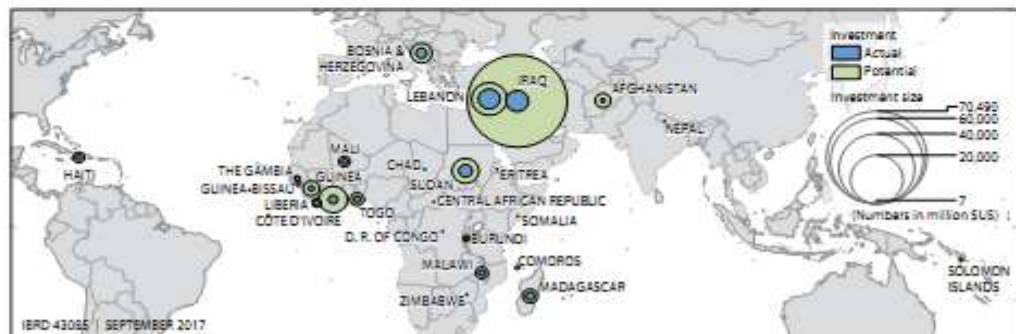 BOSNIA &
HERZEGOVINA
LEBANON
IRAQ
AFGHANISTAN
NEPAL
HAITI
MALI
THE GAMBIA
GUINEA
GUINEA-BISSAU
LIBERIA
CÔTE D'IVOIRE
TOGO
CHAD
SUDAN
ERITREA
CENTRAL AFRICAN REPUBLIC
SOMALIA
D. R. OF CONGO
BURUNDI
MALAWI
COMOROS
ZIMBABWE
MADAGASCAR
SOLOMON
ISLANDS
Investment
Actual
Potential
Investment size
70,490
60,000
40,000
20,000
7
(Numbers in million $US)
IBRD 43085 | SEPTEMBER 2017